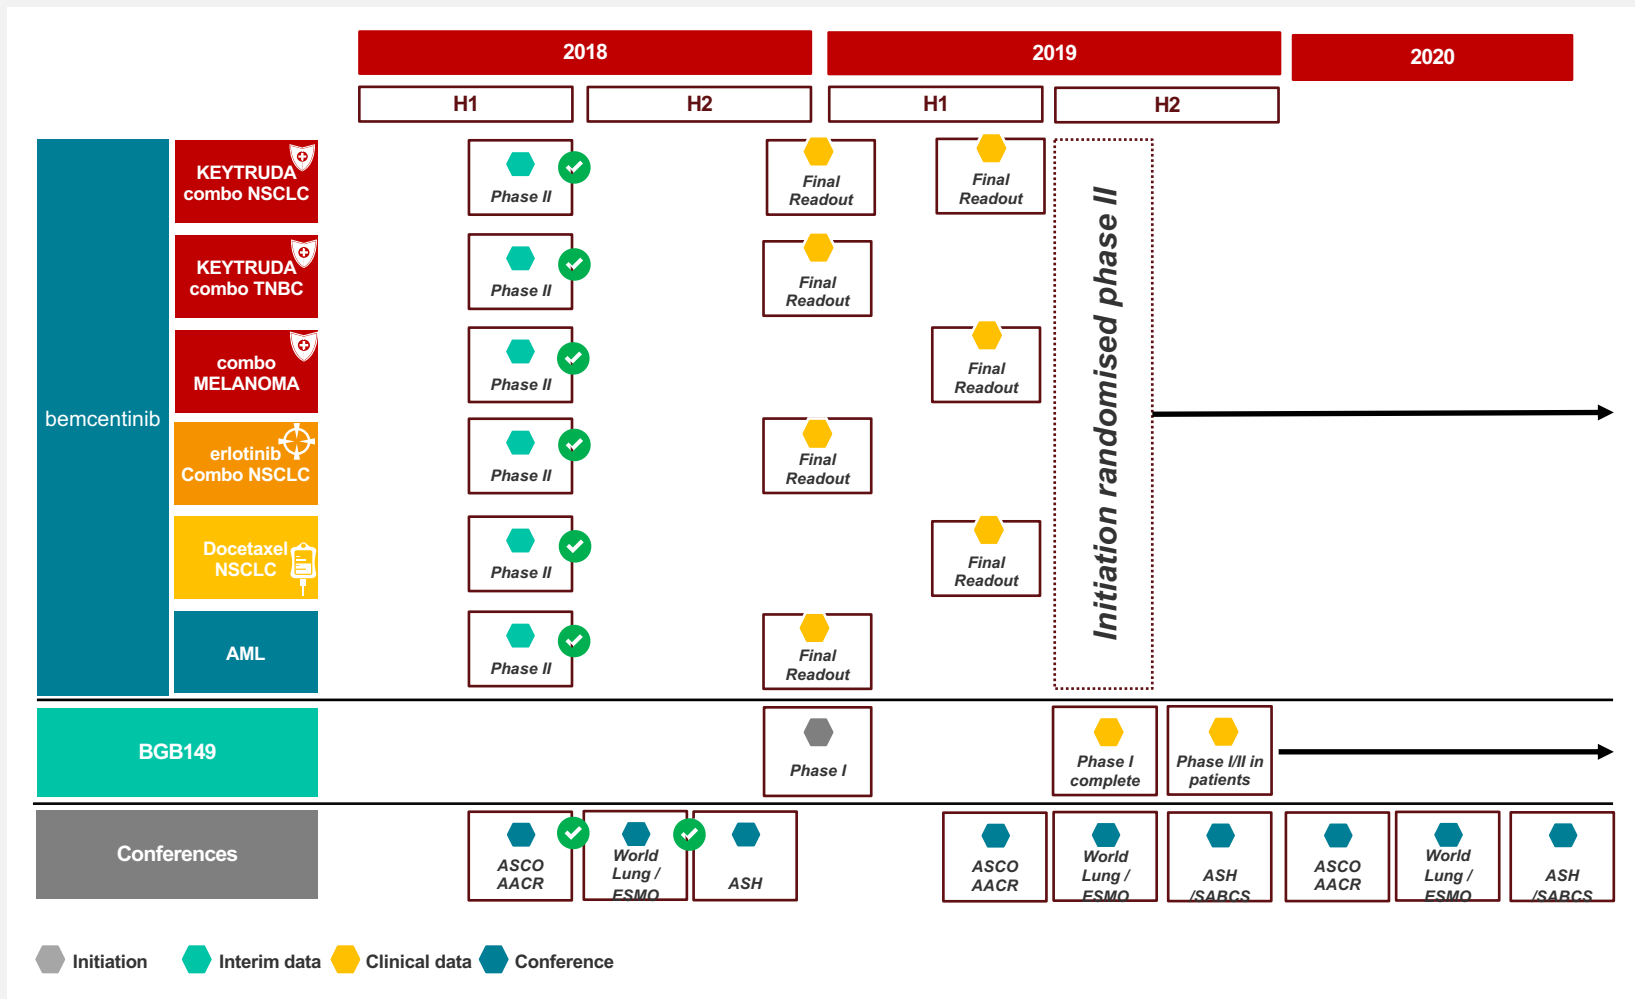 2018
2019
2020
H1
H2
H1
H2
bemcentinib
KEYTRUDA
combo NSCLC
Phase II
Final
Readout
Final
Readout
KEYTRUDA
combo TNBC
Phase II
Final
Readout
combo
MELANOMA
Phase II
Final
Readout
erlotinib
Combo NSCLC
Phase II
Final
Readout
Docetaxel
NSCLC
Phase II
Final
Readout
AML
Phase II
Final
Readout
Initiation randomised phase II
BGB149
Phase I
Phase I
complete
Phase I/II in
patients
Conferences
ASCO
AACR
World
Lung /
ESMO
ASH
ASCO
AACR
World
Lung /
ESMO
ASH
/SABCS
ASCO
AACR
World
Lung /
ESMO
ASH
/SABCS
Initiation
Interim data
Clinical data
Conference